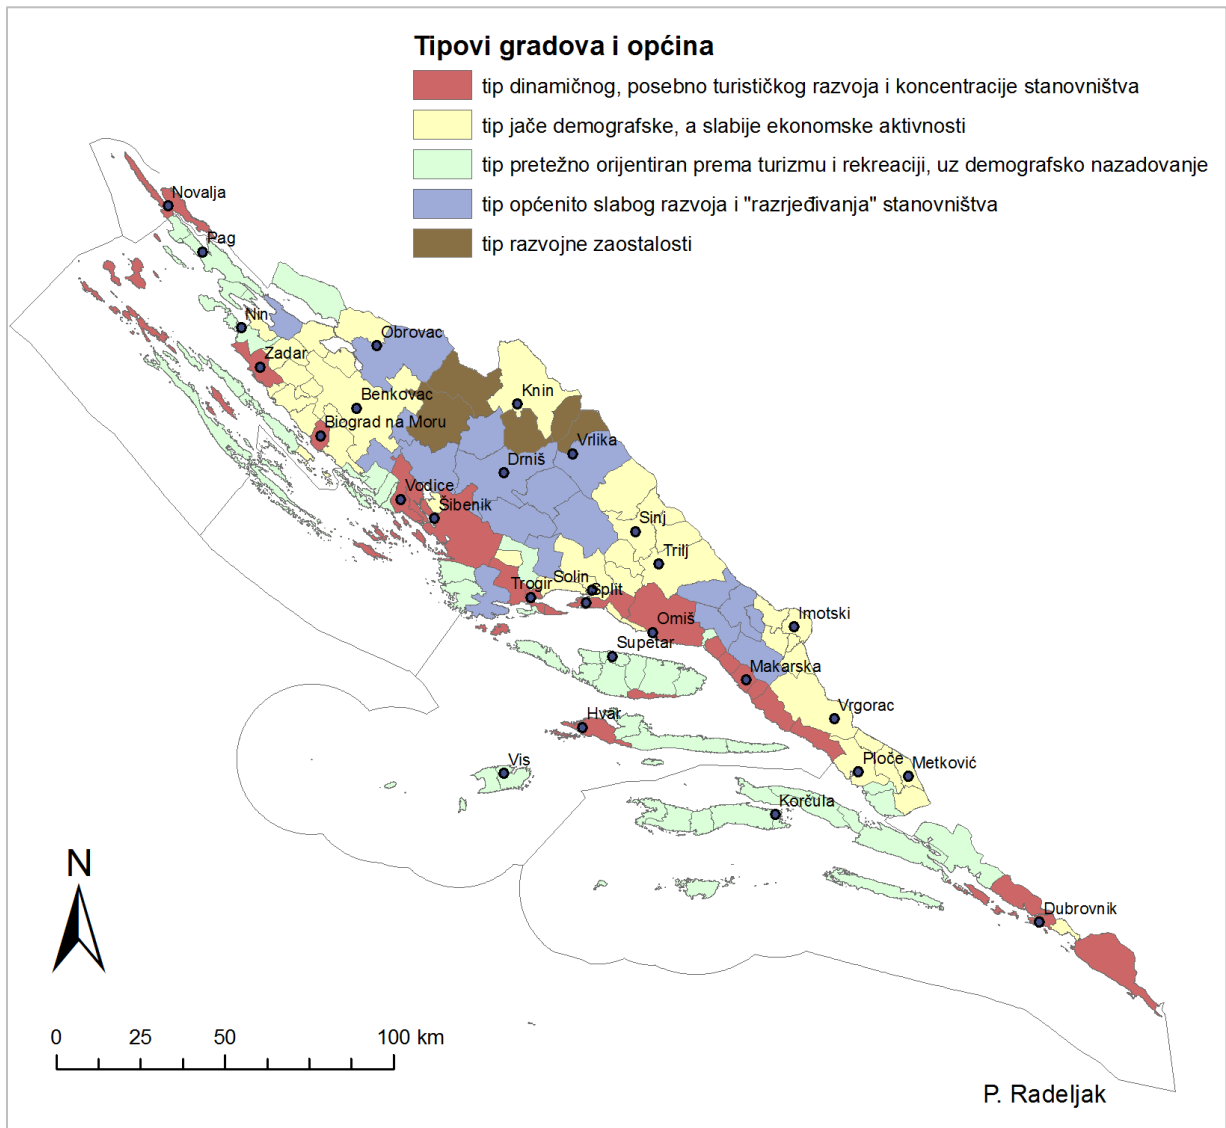 Tipovi gradova i općina
tip dinamičnog, posebno turističkog razvoja i koncentracije stanovništva
tip jače demografske, a slabije ekonomske aktivnosti
tip pretežno orijentiran prema turizmu i rekreaciji, uz demografsko nazadovanje
tip općenito slabog razvoja i "razrjeđivanja" stanovništva
tip razvojne zaostalosti
Novalja
Pag
Nin
Obrovac
Zadar
Benkovac
Knin
Biograd na Moru
Vrlika
Drniš
Vodice
Šibenik
Sinj
Trilj
Solin
Trogir
Split
Imotski
Omiš
Supetar
Makarska
Vrgorac
Hvar
Vis
Ploče
Metković
Korčula
Dubrovnik
N
0 25 50 100 km
P. Radeljak